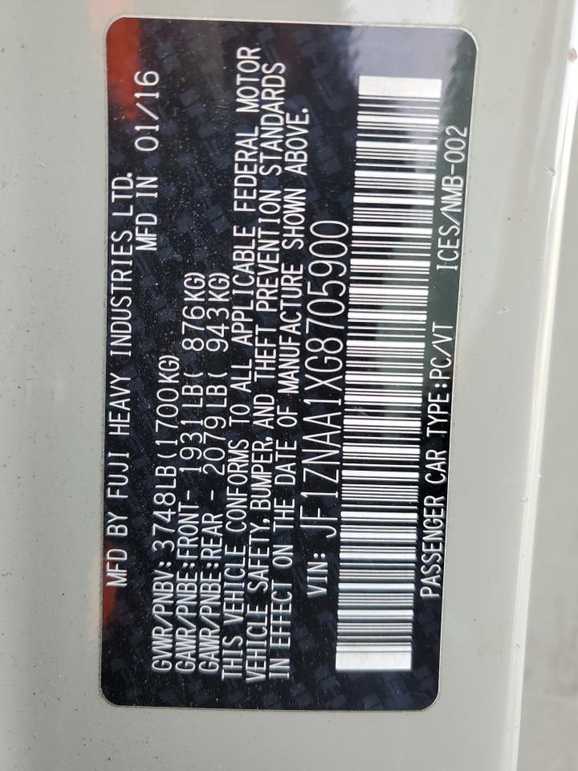 MFD BY FUJI HEAVY INDUSTRIES LTD.
MFD IN 01/16
GVWR/PNBV: 3748LB(1700KG)
GAWR/PNBE:FRONT- 1931LB( 876KG)
GAWR/PNBE:REAR - 2079LB( 943KG)
THIS VEHICLE CONFORMS TO ALL APPLICABLE FEDERAL MOTOR
VEHICLE SAFETY, BUMPER, AND THEFT PREVENTION STANDARDS
IN EFFECT ON THE DATE OF MANUFACTURE SHOWN ABOVE.
VIN: JF1ZNAA1XG8705900
PASSENGER CAR TYPE:PC/VT ICES/NMB-002